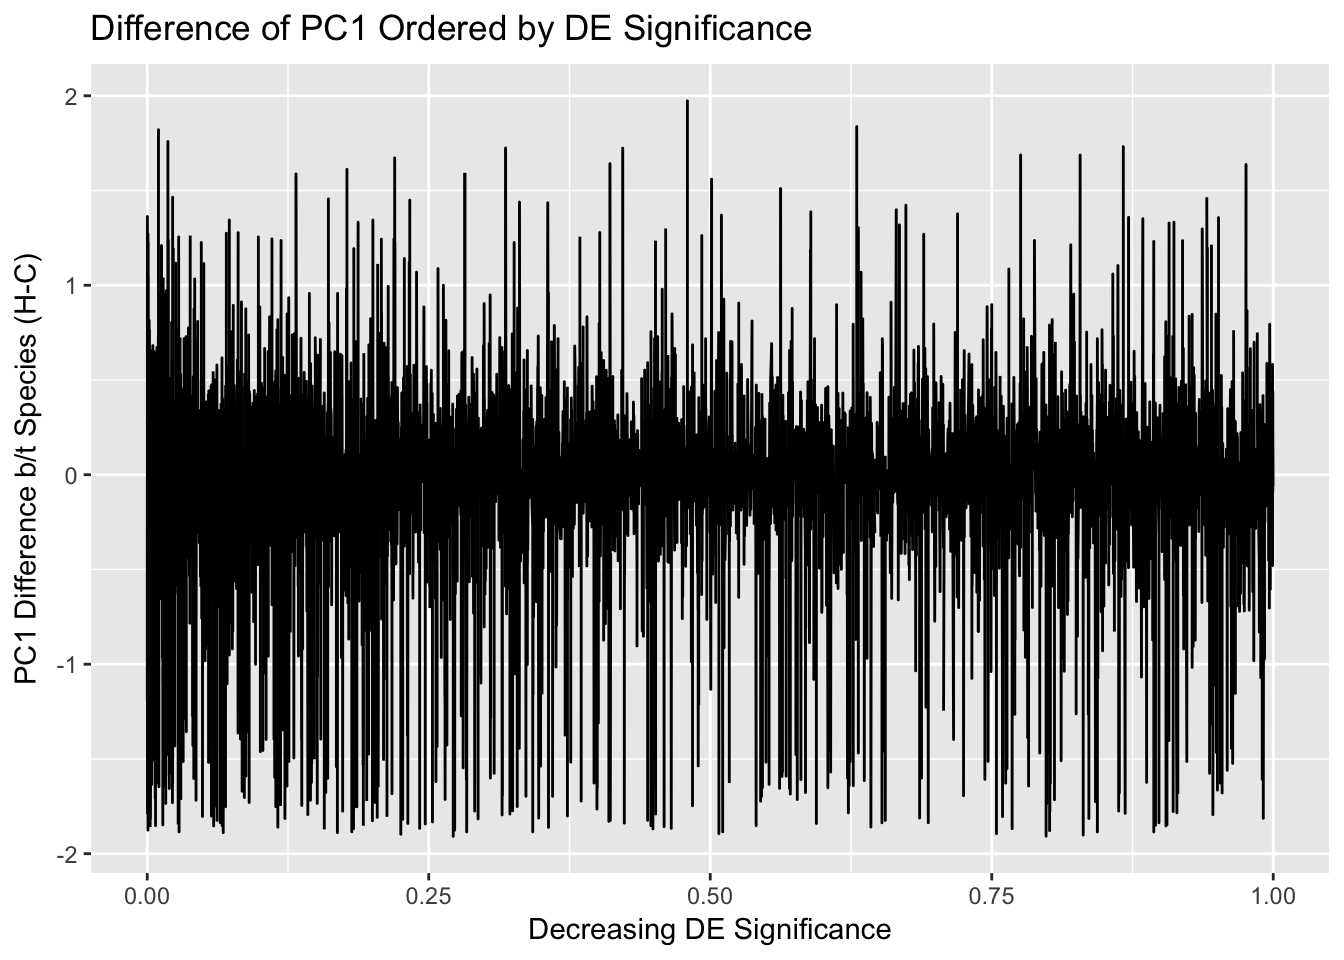 Difference of PC1 Ordered by DE Significance
PC1 Difference b/t Species (H-C)
2
1
0
-1
-2
0.00 0.25 0.50 0.75 1.00
Decreasing DE Significance